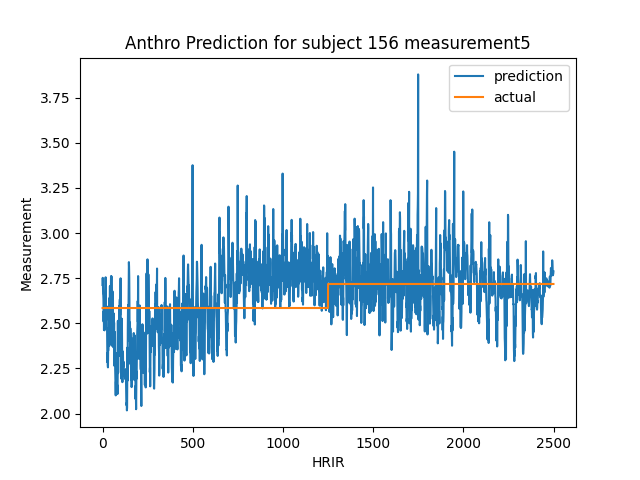 Anthro Prediction for subject 156 measurement5
prediction
actual
3.75
3.50
3.25
3.00
2.75
2.50
2.25
2.00
Measurement
0
500
1000
1500
2000
2500
HRIR